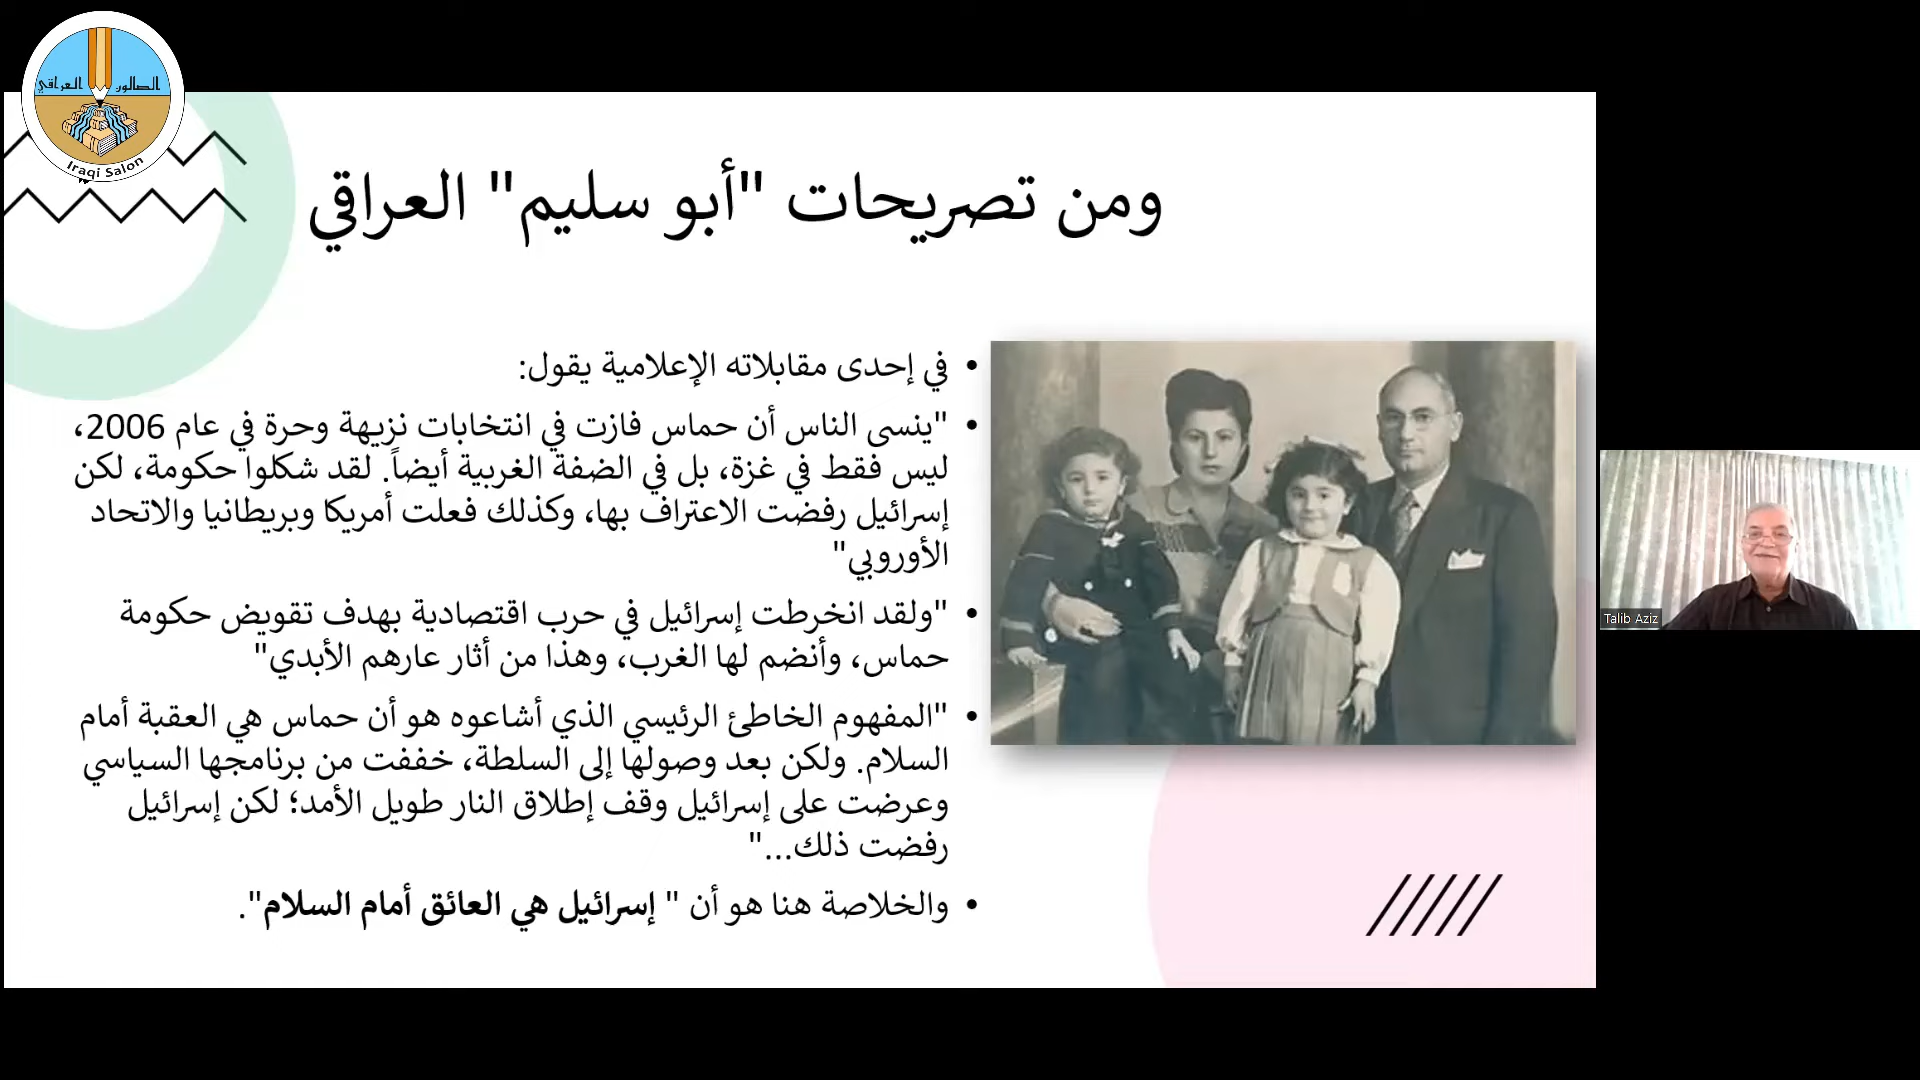 الصالون العراقي
Iraqi Salon
ومن تصريحات "أبو سليم" العراقي
• في إحدى مقابلاته الإعلامية يقول:
• "ينسى الناس أن حماس فازت في انتخابات نزيهة وحرة في عام 2006،
ليس فقط في غزة، بل في الضفة الغربية أيضاً. لقد شكلوا حكومة، لكن
إسرائيل رفضت الاعتراف بها، وكذلك فعلت أمريكا وبريطانيا والاتحاد
الأوروبي"
• "ولقد انخرطت إسرائيل في حرب اقتصادية بهدف تقويض حكومة
حماس، وأنضم لها الغرب، وهذا من أثار عارهم الأبدي"
• "المفهوم الخاطئ الرئيسي الذي أشاعوه هو أن حماس هي العقبة أمام
السلام. ولكن بعد وصولها إلى السلطة، خففت من برنامجها السياسي
وعرضت على إسرائيل وقف إطلاق النار طويل الأمد؛ لكن إسرائيل
رفضت ذلك..."
• والخلاصة هنا هو أن " إسرائيل هي العائق أمام السلام".
Talib Aziz